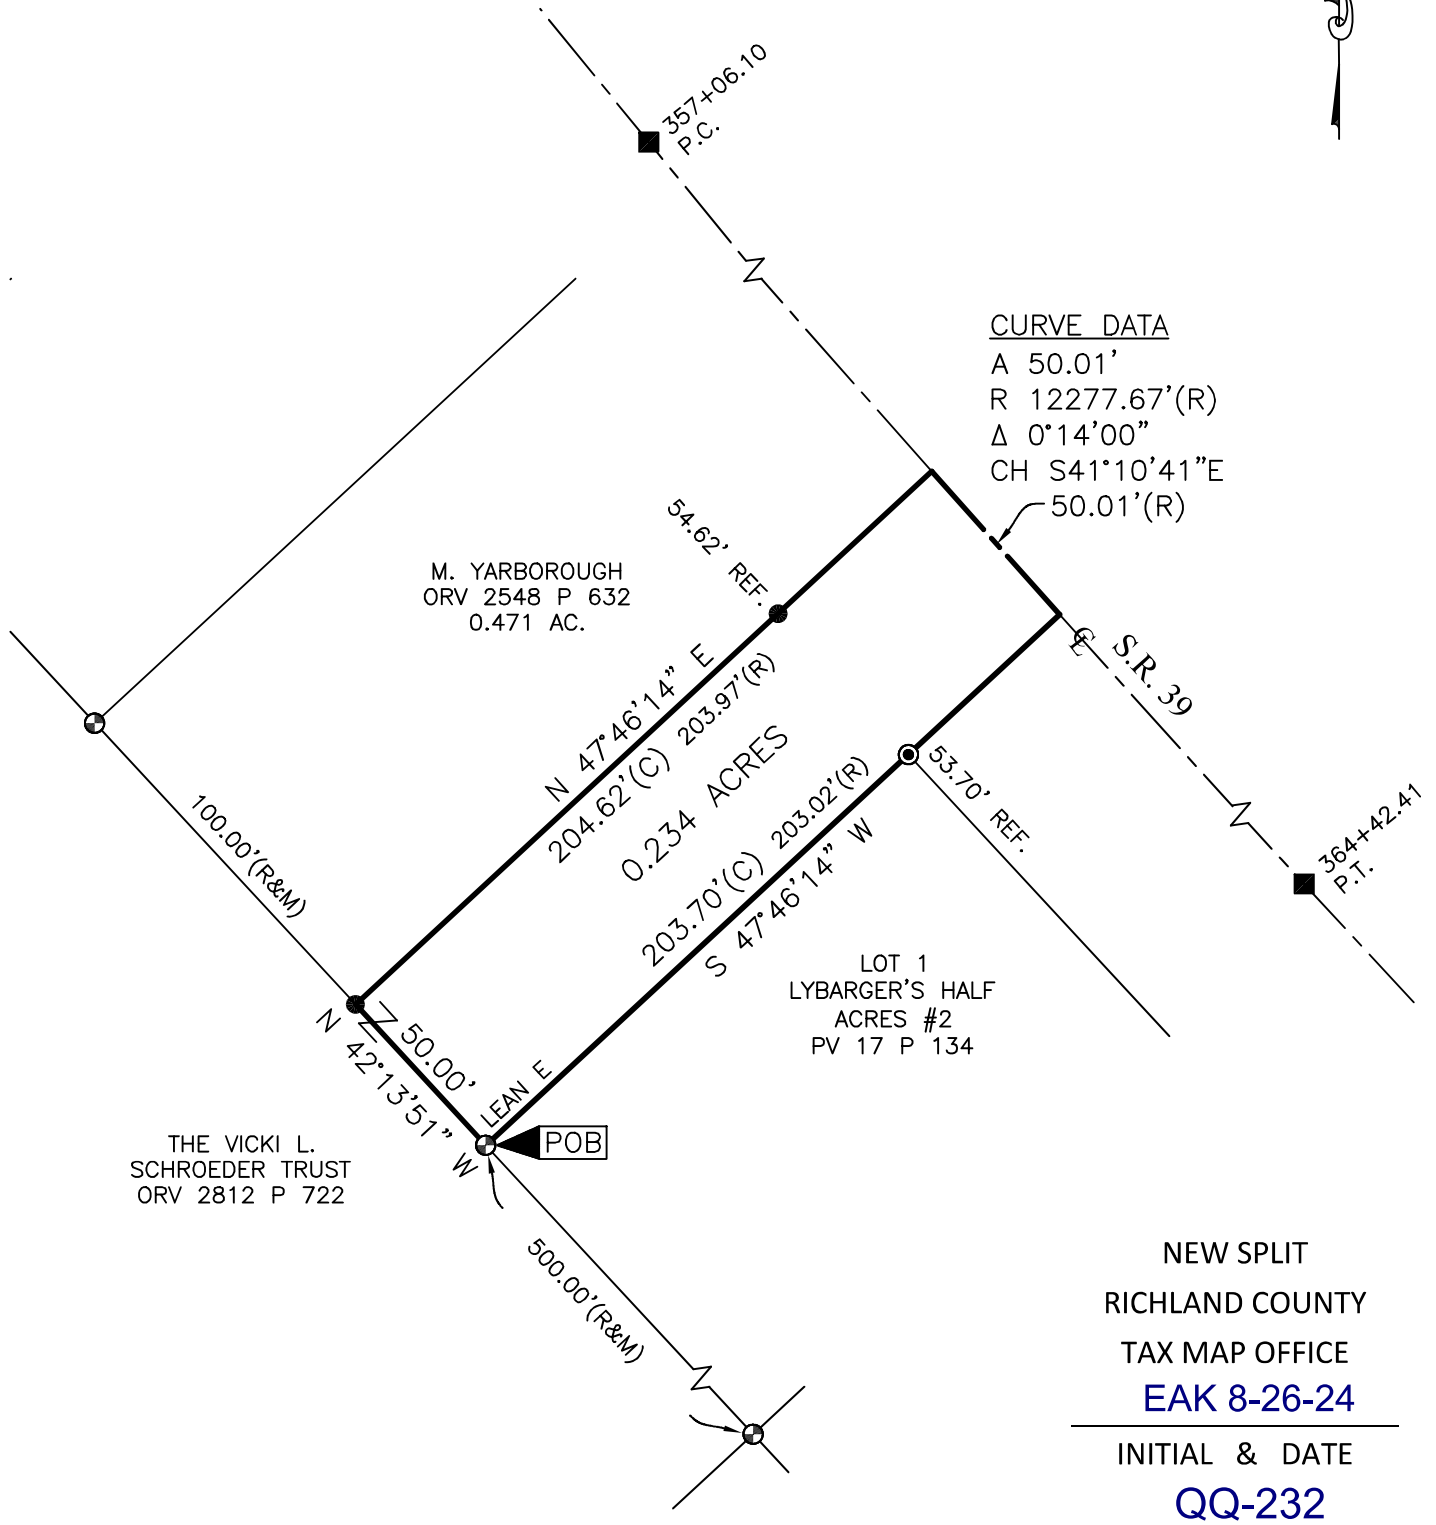 357+06.10
P.C.
CURVE DATA
A 50.01'
R 12277.67'(R)
Δ 0°14'00"
CH S41°10'41"E
50.01'(R)
54.62' REF.
M. YARBOROUGH
ORV 2548 P 632
0.471 AC.
N 47°46'14" E
204.62'(C) 203.97'(R)
0.234 ACRES
203.70'(C) 203.02'(R)
S 47°46'14" W
53.70' REF.
℄ S.R. 39
364+42.41
P.T.
100.00'(R&M)
LOT 1
LYBARGER'S HALF
ACRES #2
PV 17 P 134
50.00'
N 42°13'51" W
LEAN E
POB
THE VICKI L.
SCHROEDER TRUST
ORV 2812 P 722
500.00'(R&M)
NEW SPLIT
RICHLAND COUNTY
TAX MAP OFFICE
EAK 8-26-24
INITIAL & DATE
QQ-232